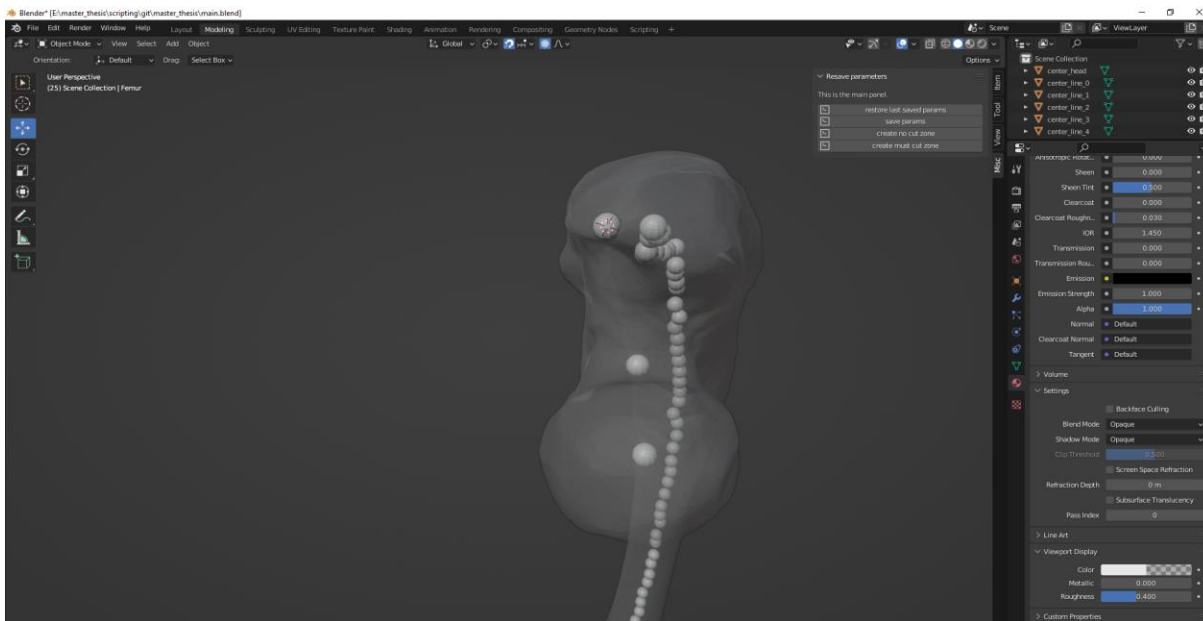 Blender* [E:\master_thesis\scripting\git\master_thesis\main.blend]
File Edit Render Window Help Layout Modeling Sculpting UV Editing Texture Paint Shading Animation Rendering Compositing Geometry Nodes Scripting + Scene ViewLayer
Object Mode View Select Add Object Global
Orientation: Default Drag: Select Box Options
User Perspective
(25) Scene Collection | Femur
Resave parameters
This is the main panel.
restore last saved params
save params
create no cut zone
create must cut zone
Item
Tool
View
Misc
Scene Collection
center_head
center_line_0
center_line_1
center_line_2
center_line_3
center_line_4
Anisotropic Rotat... 0.000
Sheen 0.000
Sheen Tint 0.500
Clearcoat 0.000
Clearcoat Roughn... 0.030
IOR 1.450
Transmission 0.000
Transmission Rou... 0.000
Emission
Emission Strength 1.000
Alpha 1.000
Normal Default
Clearcoat Normal Default
Tangent Default
Volume
Settings
Backface Culling
Blend Mode Opaque
Shadow Mode Opaque
Clip Threshold 0.500
Screen Space Refraction
Refraction Depth 0 m
Subsurface Translucency
Pass Index 0
Line Art
Viewport Display
Color
Metallic 0.000
Roughness 0.400
Custom Properties